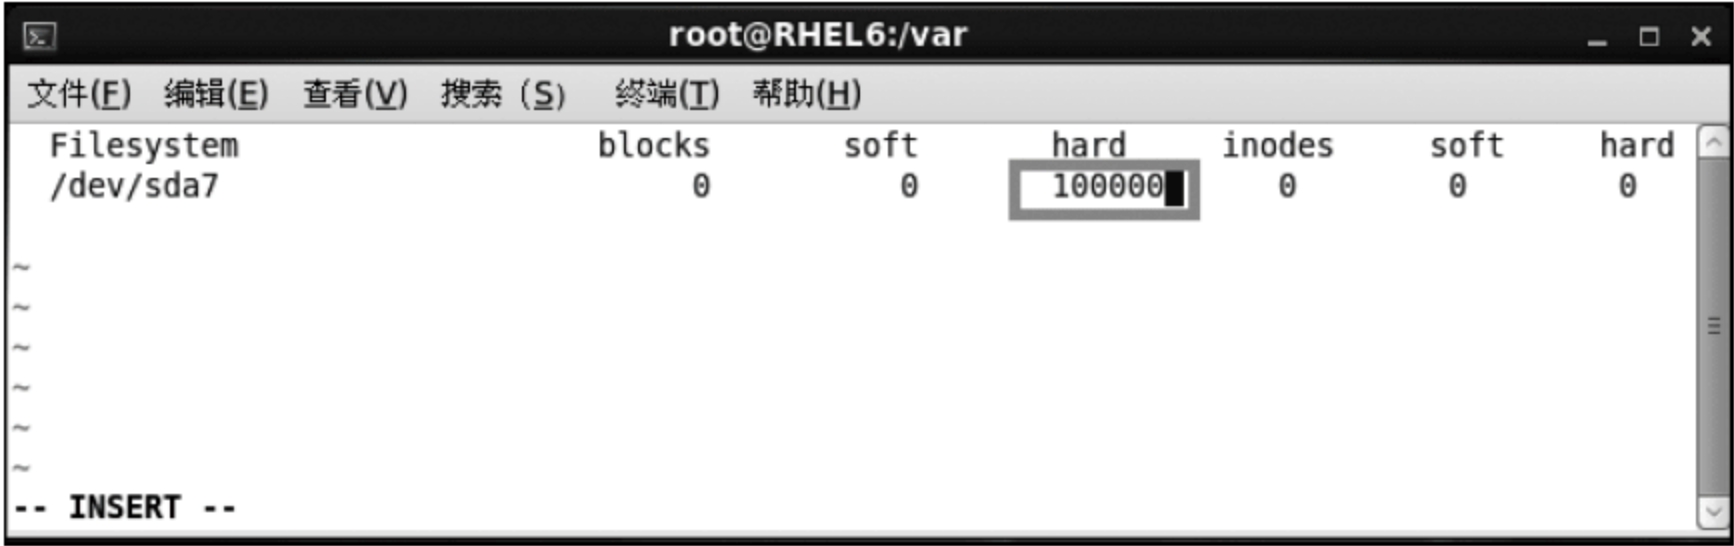 root@RHEL6:/var
文件(F) 编辑(E) 查看(V) 搜索 (S) 终端(T) 帮助(H)
Filesystem blocks soft hard inodes soft hard
/dev/sda7 0 0 100000 0 0 0
~
~
~
~
~
~
-- INSERT --